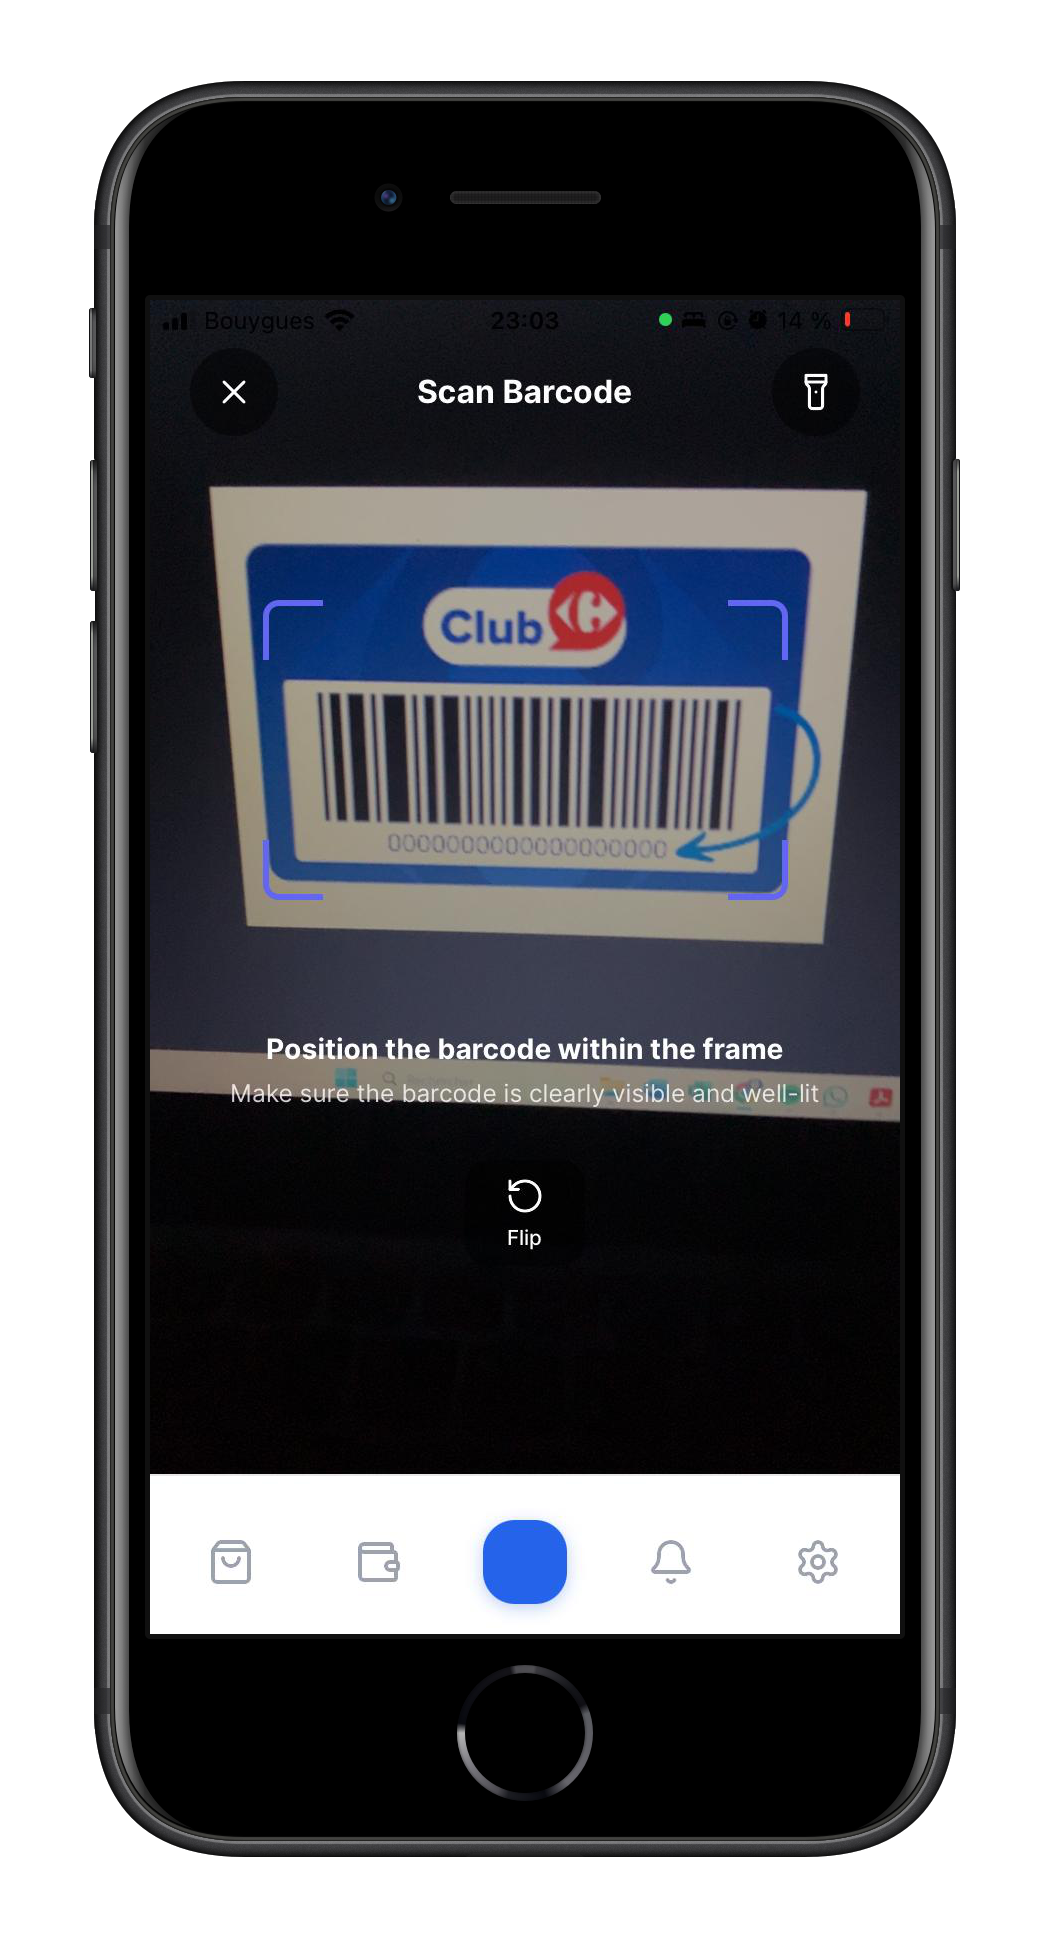 Bouygues 23:03 14 %
Scan Barcode
Club
0000000000000000000
Position the barcode within the frame
Make sure the barcode is clearly visible and well-lit
Flip